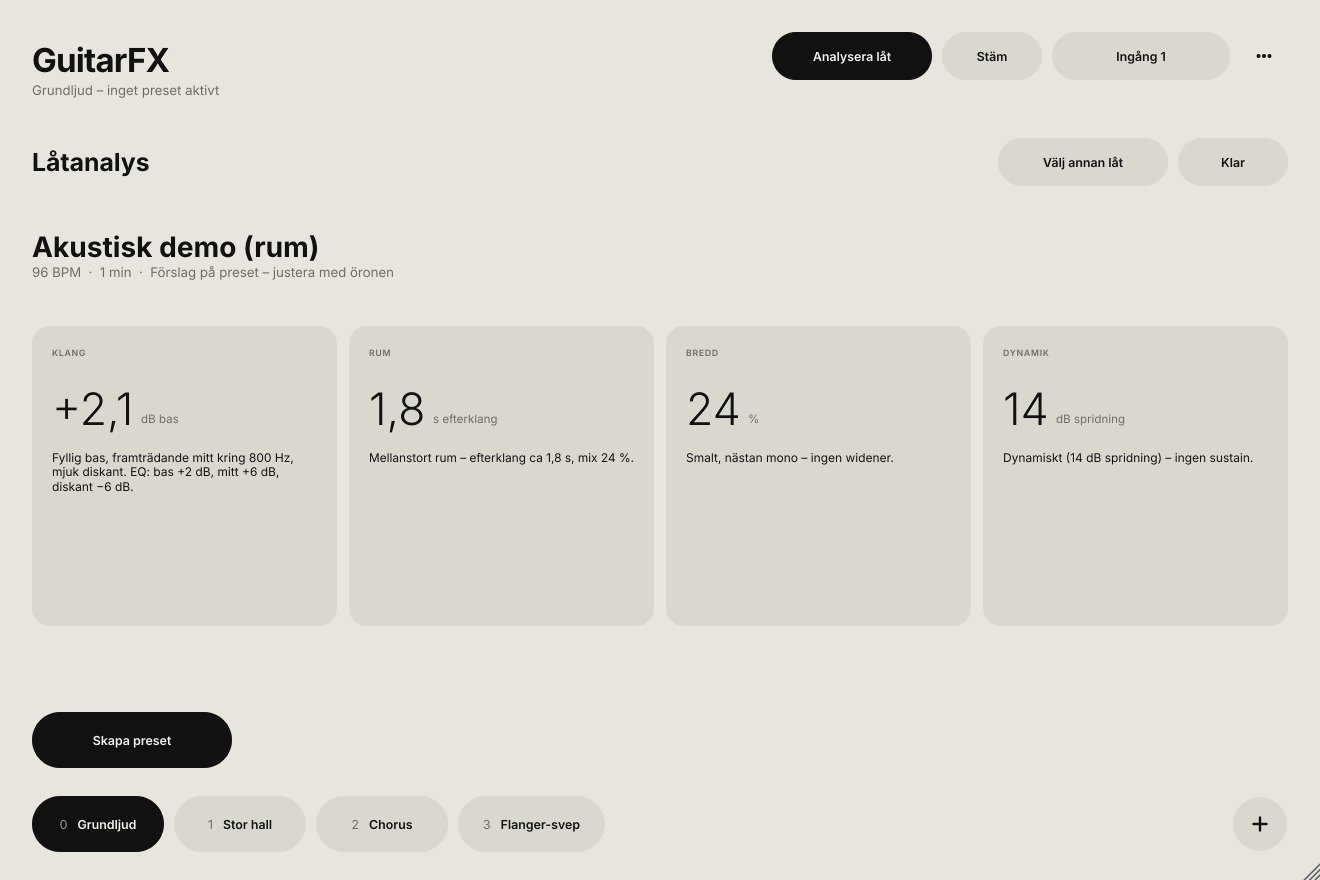 GuitarFX
Grundljud – inget preset aktivt
Analysera låt
Stäm
Ingång 1
•••
Låtanalys
Välj annan låt
Klar
Akustisk demo (rum)
96 BPM · 1 min · Förslag på preset – justera med öronen
KLANG
+2,1 dB bas
Fyllig bas, framträdande mitt kring 800 Hz,
mjuk diskant. EQ: bas +2 dB, mitt +6 dB,
diskant −6 dB.
RUM
1,8 s efterklang
Mellanstort rum – efterklang ca 1,8 s, mix 24 %.
BREDD
24 %
Smalt, nästan mono – ingen widener.
DYNAMIK
14 dB spridning
Dynamiskt (14 dB spridning) – ingen sustain.
Skapa preset
0 Grundljud
1 Stor hall
2 Chorus
3 Flanger-svep
+